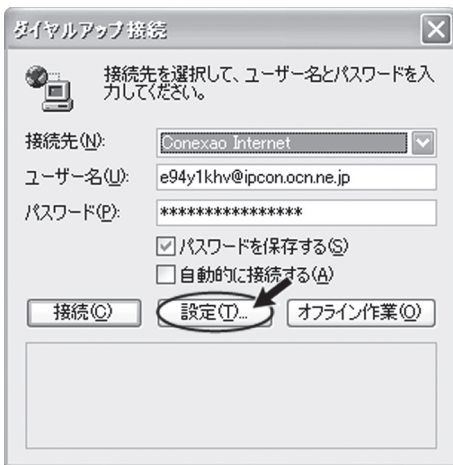 ダイヤルアップ接続
接続先を選択して、ユーザー名とパスワードを入
力してください。
接続先(N):
Conexao Internet
ユーザー名(U):
e94y1khv@ipcon.ocn.ne.jp
パスワード(P):
****************
パスワードを保存する(S)
自動的に接続する(A)
接続(C)
設定(T)...
オフライン作業(O)